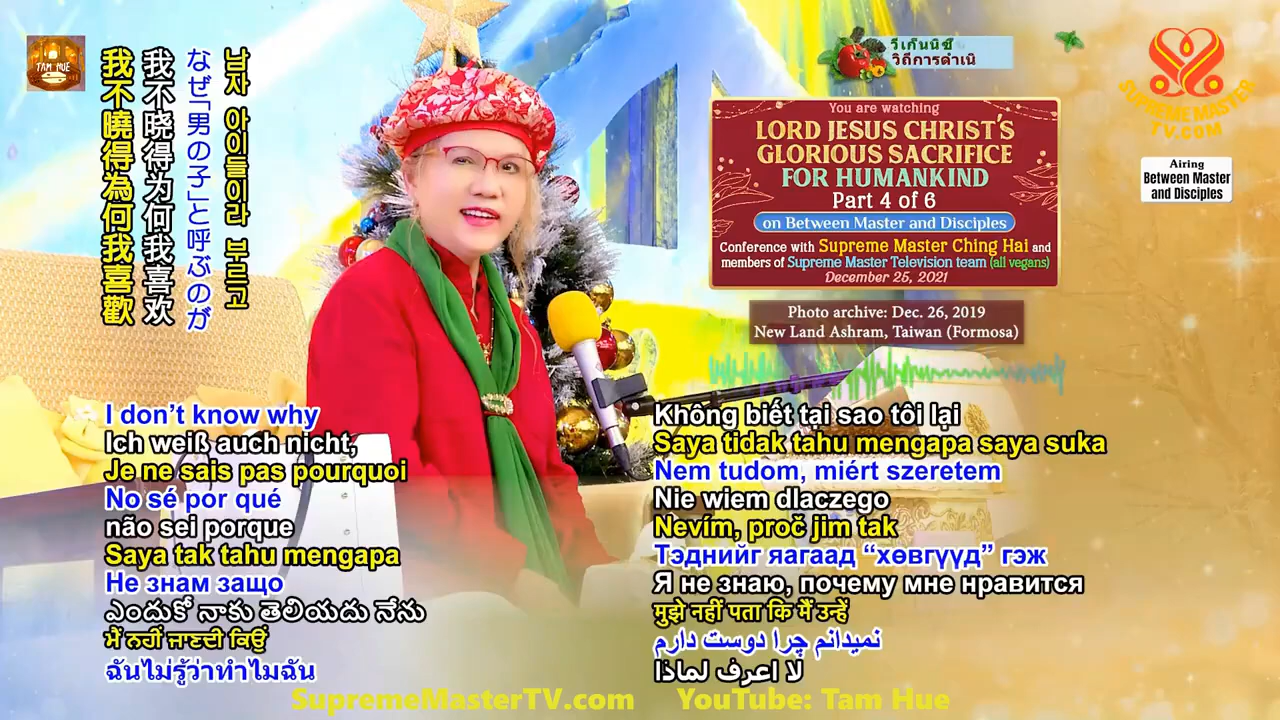 TAM HUE
我不曉得為何我喜歡
我不晓得为何我喜欢
なぜ「男の子」と呼ぶのが
남자 아이들이라 부르고
วีเกินนิซึ
วิถีการดำเนิ
SUPREMEMASTER
TV.COM
You are watching
LORD JESUS CHRIST'S
GLORIOUS SACRIFICE
FOR HUMANKIND
Part 4 of 6
on Between Master and Disciples
Conference with Supreme Master Ching Hai and
members of Supreme Master Television team (all vegans)
December 25, 2021
Airing
Between Master
and Disciples
Photo archive: Dec. 26, 2019
New Land Ashram, Taiwan (Formosa)
I don't know why
Ich weiß auch nicht,
Je ne sais pas pourquoi
No sé por qué
não sei porque
Saya tak tahu mengapa
Не знам защо
ఎందుకో నాకు తెలియదు నేను
ਮੈਂ ਨਹੀਂ ਜਾਣਦੀ ਕਿਉਂ
ฉันไม่รู้ว่าทำไมฉัน
Không biết tại sao tôi lại
Saya tidak tahu mengapa saya suka
Nem tudom, miért szeretem
Nie wiem dlaczego
Nevím, proč jim tak
Тэднийг яагаад “хөвгүүд” гэж
Я не знаю, почему мне нравится
मुझे नहीं पता कि मैं उन्हें
نمیدانم چرا دوست دارم
لا اعرف لماذا
SupremeMasterTV.com
YouTube: Tam Hue